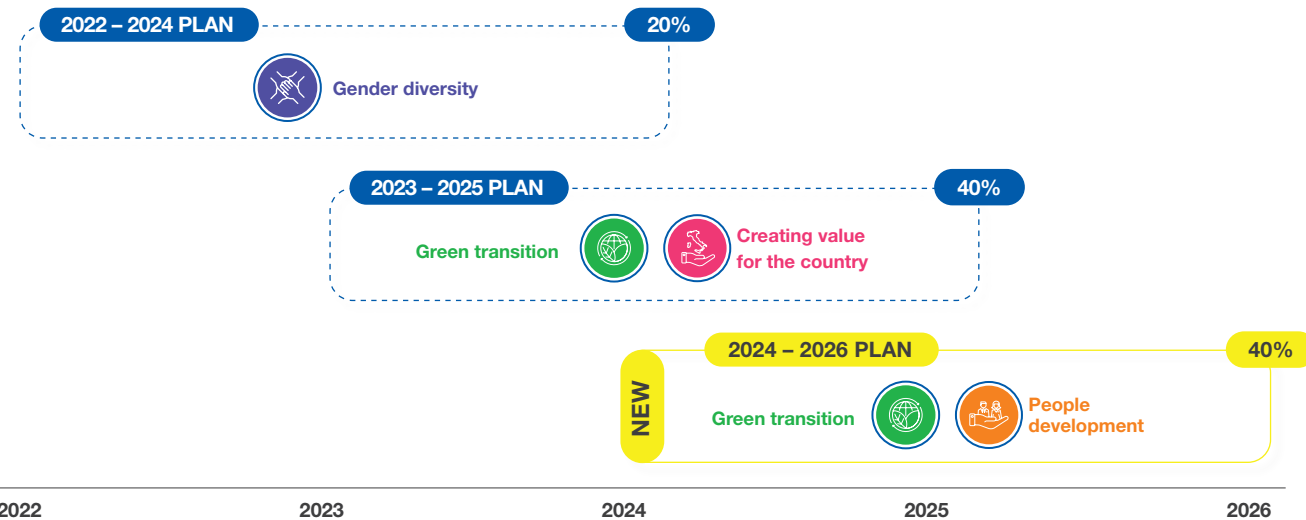 2022 – 2024 PLAN
20%
Gender diversity
2023 – 2025 PLAN
40%
Green transition
Creating value
for the country
2024 – 2026 PLAN
40%
NEW
Green transition
People
development
2022
2023
2024
2025
2026